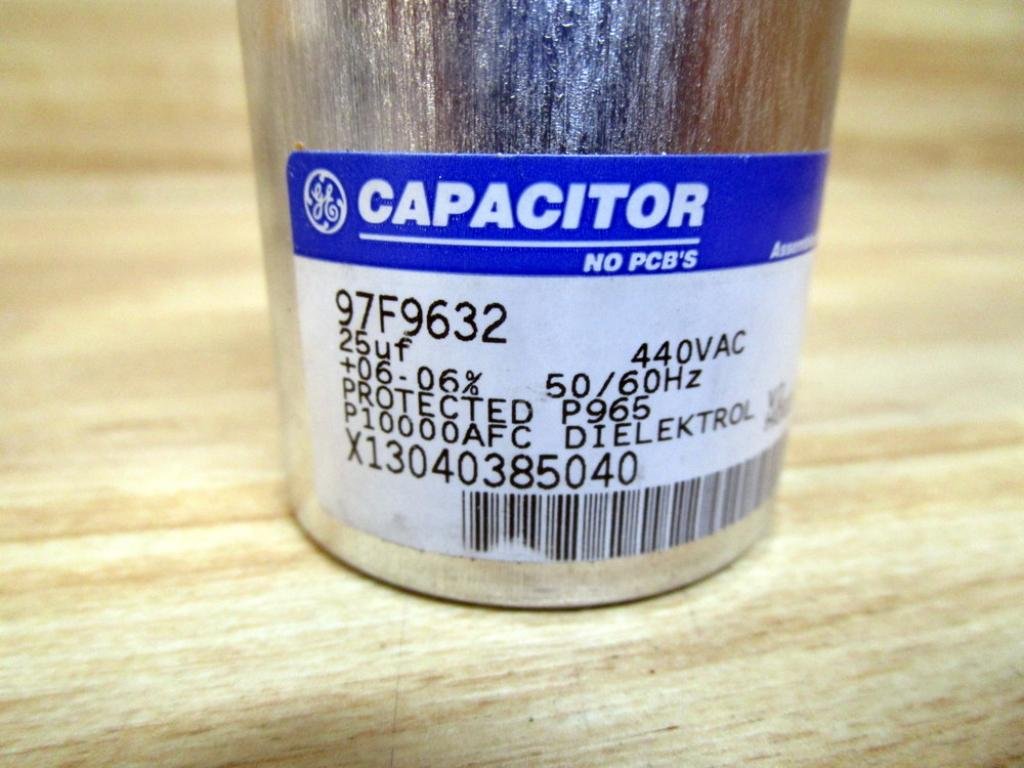 GE CAPACITOR
NO PCB'S
97F9632
25uf 440VAC
+06-06% 50/60Hz
PROTECTED P965
P10000AFC DIELEKTROL
X13040385040